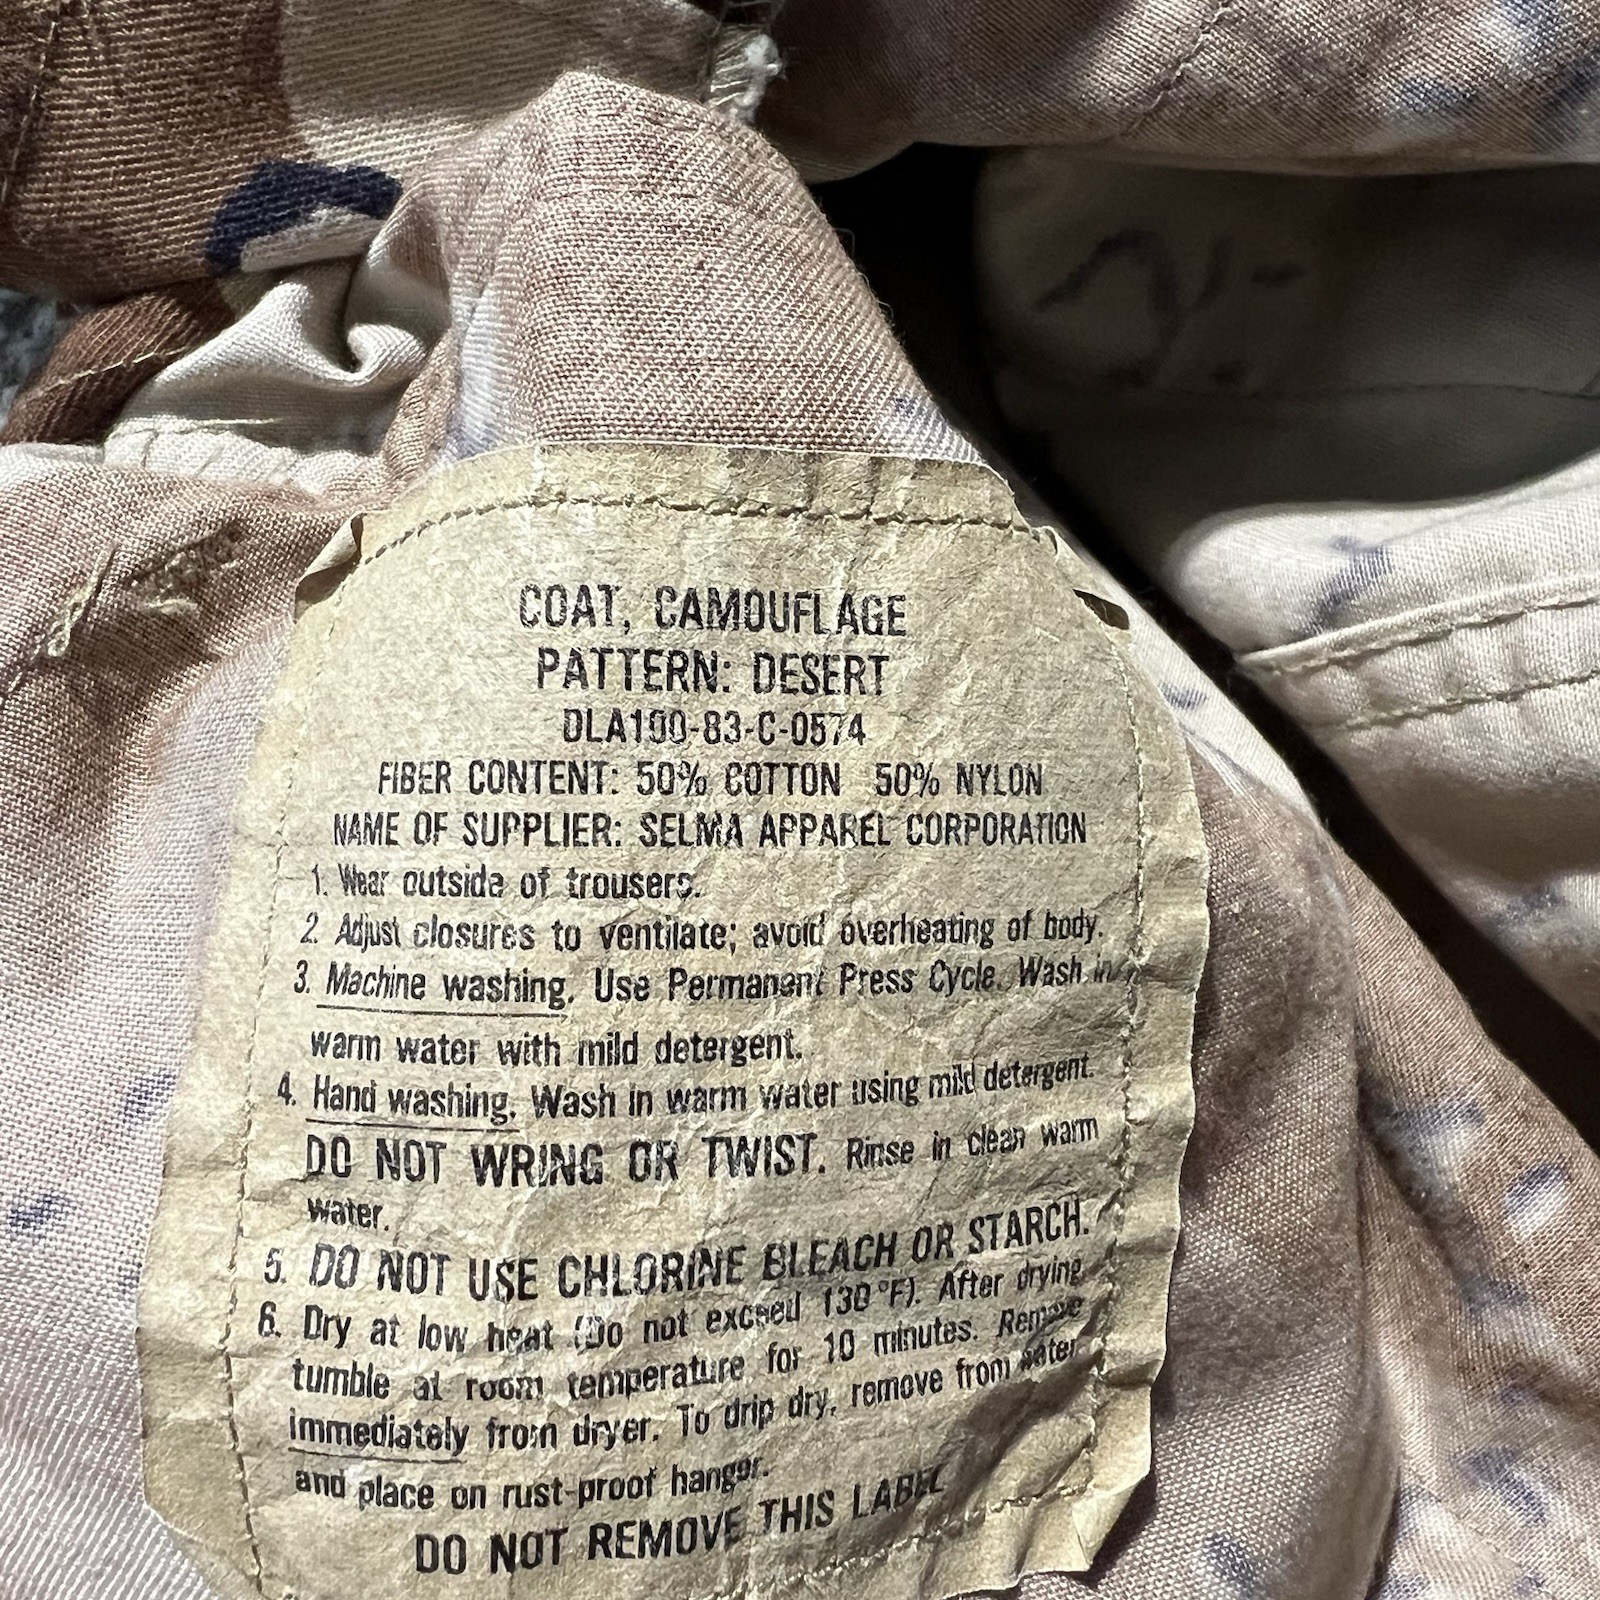 COAT, CAMOUFLAGE
PATTERN: DESERT
DLA100-83-C-0574
FIBER CONTENT: 50% COTTON 50% NYLON
NAME OF SUPPLIER: SELMA APPAREL CORPORATION
1. Wear outside of trousers.
2. Adjust closures to ventilate; avoid overheating of body.
3. Machine washing. Use Permanent Press Cycle. Wash in
warm water with mild detergent.
4. Hand washing. Wash in warm water using mild detergent.
DO NOT WRING OR TWIST. Rinse in clean warm
water.
5. DO NOT USE CHLORINE BLEACH OR STARCH.
6. Dry at low heat (Do not exceed 130°F). After drying
tumble at room temperature for 10 minutes. Remove
immediately from dryer. To drip dry, remove from water
and place on rust-proof hanger.
DO NOT REMOVE THIS LABEL